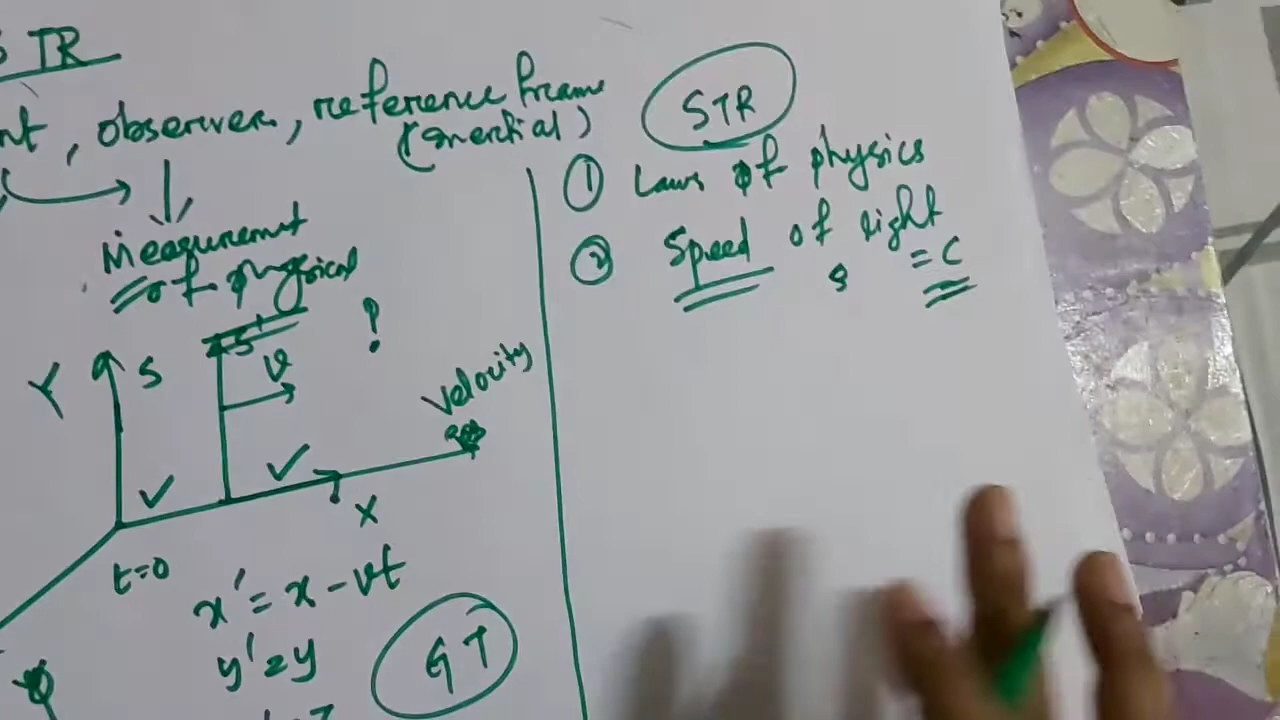 STR
nt, observer, reference frame
(inertial)
Measurement
of physical
!
Y
S
S'
v
velocity
X
t=0
x' = x - vt
y' = y
GT
STR
① Laws of physics
② Speed of light
= C